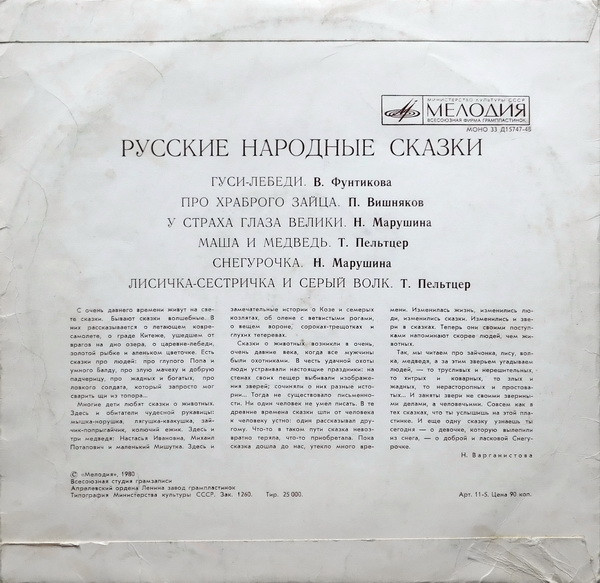 МИНИСТЕРСТВО КУЛЬТУРЫ СССР
МЕЛОДИЯ
ВСЕСОЮЗНАЯ ФИРМА ГРАМПЛАСТИНОК
МОНО 33 Д15747-48
РУССКИЕ НАРОДНЫЕ СКАЗКИ
ГУСИ-ЛЕБЕДИ. В. Фунтикова
ПРО ХРАБРОГО ЗАЙЦА. П. Вишняков
У СТРАХА ГЛАЗА ВЕЛИКИ. Н. Марушина
МАША И МЕДВЕДЬ. Т. Пельтцер
СНЕГУРОЧКА. Н. Марушина
ЛИСИЧКА-СЕСТРИЧКА И СЕРЫЙ ВОЛК. Т. Пельтцер
С очень давнего времени живут на све-
те сказки. Бывают сказки волшебные. В
них рассказывается о летающем ковре-
самолете, о граде Китеже, ушедшем от
врагов на дно озера, о царевне-лебеди,
золотой рыбке и аленьком цветочке. Есть
сказки про людей: про глупого Попа и
умного балду, про злую мачеху и добрую
падчерицу, про жадных и богатых, про
ловкого солдата, который запросто мог
сварить щи из топора...
Многие дети любят сказки о животных.
Здесь и обитатели чудесной рукавицы:
мышка-норушка, лягушка-квакушка, зай-
чик-попрыгайчик, колючий ежик. Здесь и
три медведя: Настасья Ивановна, Михаил
Потапович и маленький Мишутка. Здесь и
замечательные истории о Козе и семерых
козлятах, об олене с ветвистыми рогами,
о вещем вороне, сороках-трещотках и
глухих тетеревах.
Сказки о животных возникли в очень,
очень давние века, когда все мужчины
были охотниками. В честь удачной охоты
люди устраивали настоящие праздники: на
стенах своих пещер выбивали изображе-
ния зверей; сочиняли о них разные исто-
рии... Тогда не существовало письменнос-
ти. Ни один человек не умел писать. В те
древние времена сказки шли от человека
к человеку устно: один рассказывал дру-
гому. Что-то в таком пути сказка невоз-
вратно теряла, что-то приобретала. Пока
сказка дошла до нас, утекло много вре-
мени. Изменилась жизнь, изменились лю-
ди, изменились сказки. Изменились и зве-
ри в сказках. Теперь они своими поступ-
ками напоминают скорее людей, чем жи-
вотных.
Так, мы читаем про зайчонка, лису, вол-
ка, медведя, а за этим зверьем угадываем
людей, — то трусливых и нерешительных,
то хитрых и коварных, то злых и
жадных, то нерасторопных и простова-
тых... И заняты звери не своими зверины-
ми делами, а человечьими. Совсем как в
тех сказках, что ты услышишь на этой пла-
стинке. И еще одну сказку узнаешь ты
сегодня — о девочке, которую вылепили
из снега, — о доброй и ласковой Снегу-
рочке.
Н. Варганистова
© «Мелодия», 1980
Всесоюзная студия грамзаписи
Апрелевский ордена Ленина завод грампластинок
Типография Министерства культуры СССР. Зак. 1260. Тир. 25 000.
Арт. 11-5. Цена 90 коп.